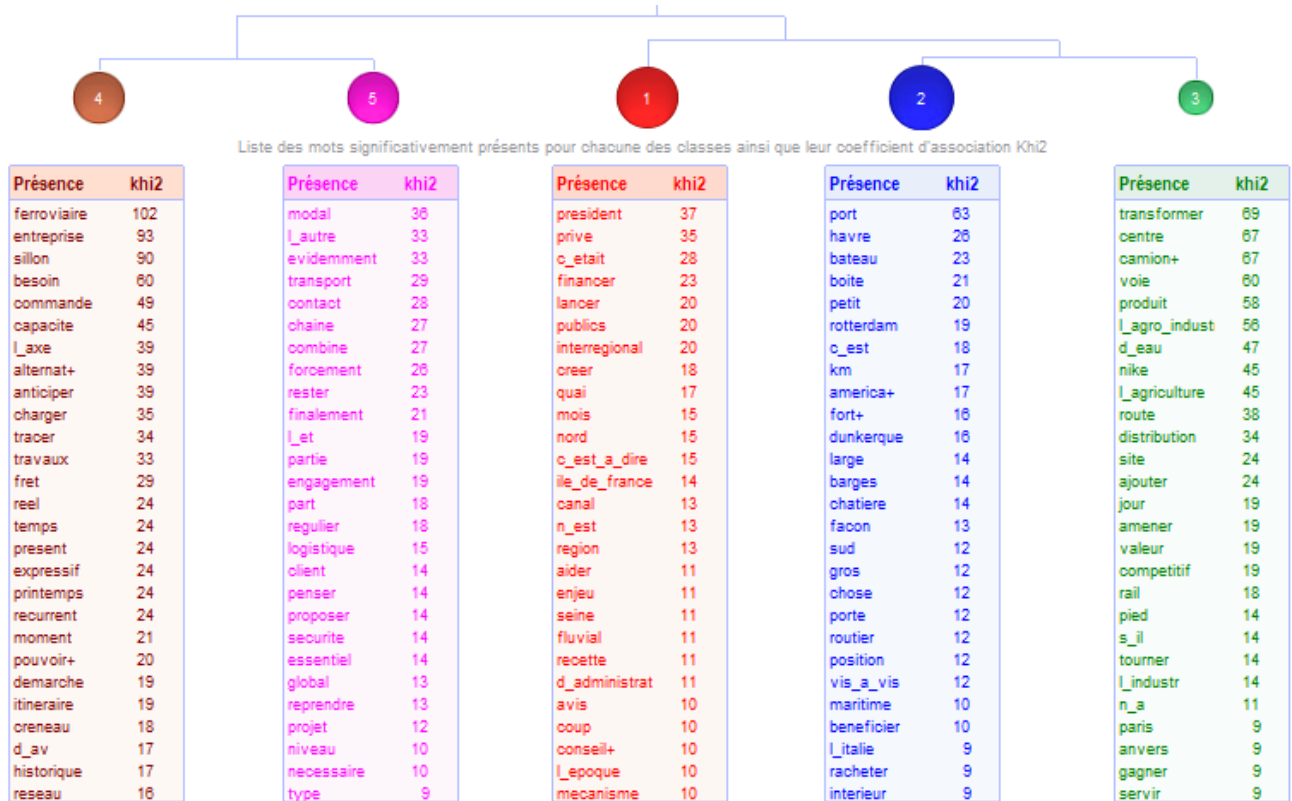 4 5 1 2 3
Liste des mots significativement présents pour chacune des classes ainsi que leur coefficient d'association Khi2
Présence khi2
ferroviaire 102
entreprise 93
sillon 90
besoin 60
commande 49
capacite 45
l_axe 39
alternat+ 39
anticiper 39
charger 35
tracer 34
travaux 33
fret 29
reel 24
temps 24
present 24
expressif 24
printemps 24
recurrent 24
moment 21
pouvoir+ 20
demarche 19
itineraire 19
creneau 18
d_av 17
historique 17
reseau 16
Présence khi2
modal 36
l_autre 33
evidemment 33
transport 29
contact 28
chaine 27
combine 27
forcement 26
rester 23
finalement 21
l_et 19
partie 19
engagement 19
part 18
regulier 18
logistique 15
client 14
penser 14
proposer 14
securite 14
essentiel 14
global 13
reprendre 13
projet 12
niveau 10
necessaire 10
type 9
Présence khi2
president 37
prive 35
c_etait 28
financer 23
lancer 20
publics 20
interregional 20
creer 18
quai 17
mois 15
nord 15
c_est_a_dire 15
ile_de_france 14
canal 13
n_est 13
region 13
aider 11
enjeu 11
seine 11
fluvial 11
recette 11
d_administrat 11
avis 10
coup 10
conseil+ 10
l_epoque 10
mecanisme 10
Présence khi2
port 63
havre 26
bateau 23
boite 21
petit 20
rotterdam 19
c_est 18
km 17
america+ 17
fort+ 16
dunkerque 16
large 14
barges 14
chatiere 14
facon 13
sud 12
gros 12
chose 12
porte 12
routier 12
position 12
vis_a_vis 12
maritime 10
beneficier 10
l_italie 9
racheter 9
interieur 9
Présence khi2
transformer 69
centre 67
camion+ 67
voie 60
produit 58
l_agro_indust 56
d_eau 47
nike 45
l_agriculture 45
route 38
distribution 34
site 24
ajouter 24
jour 19
amener 19
valeur 19
competitif 19
rail 18
pied 14
s_il 14
tourner 14
l_industr 14
n_a 11
paris 9
anvers 9
gagner 9
servir 9